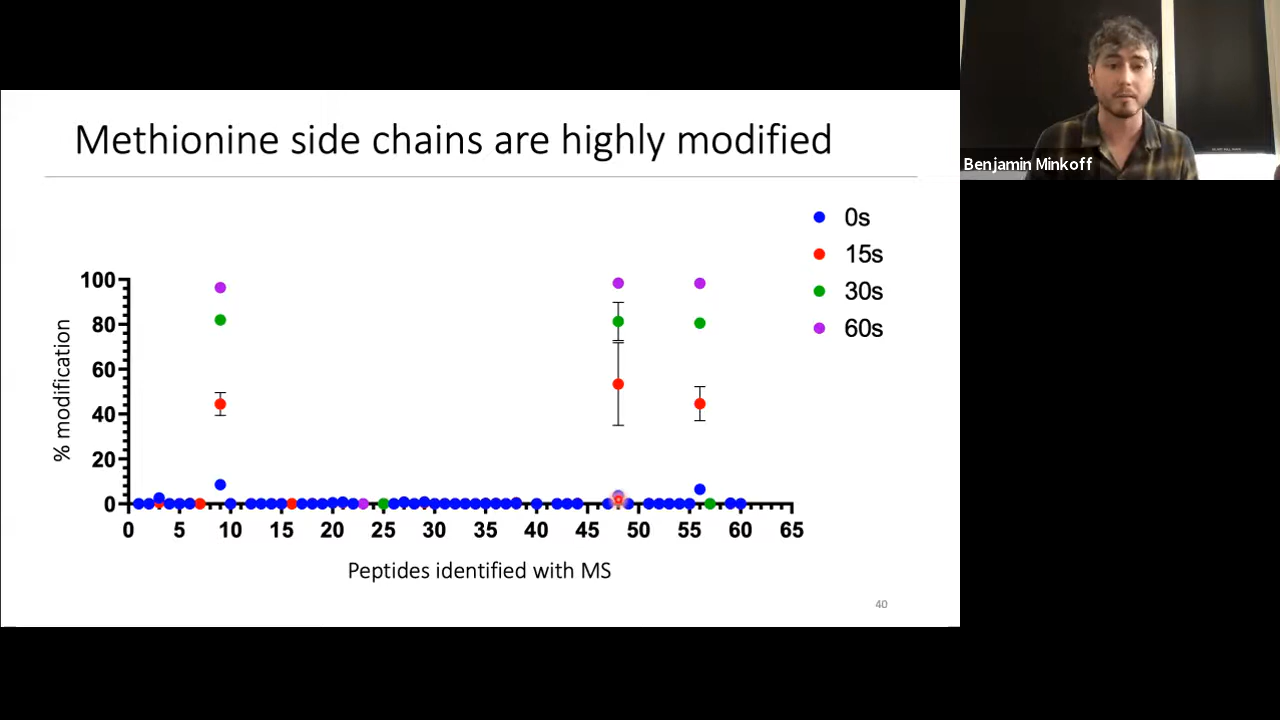 Methionine side chains are highly modified
Benjamin Minkoff
0s
15s
30s
60s
% modification
100
80
60
40
20
0
0 5 10 15 20 25 30 35 40 45 50 55 60 65
Peptides identified with MS
40